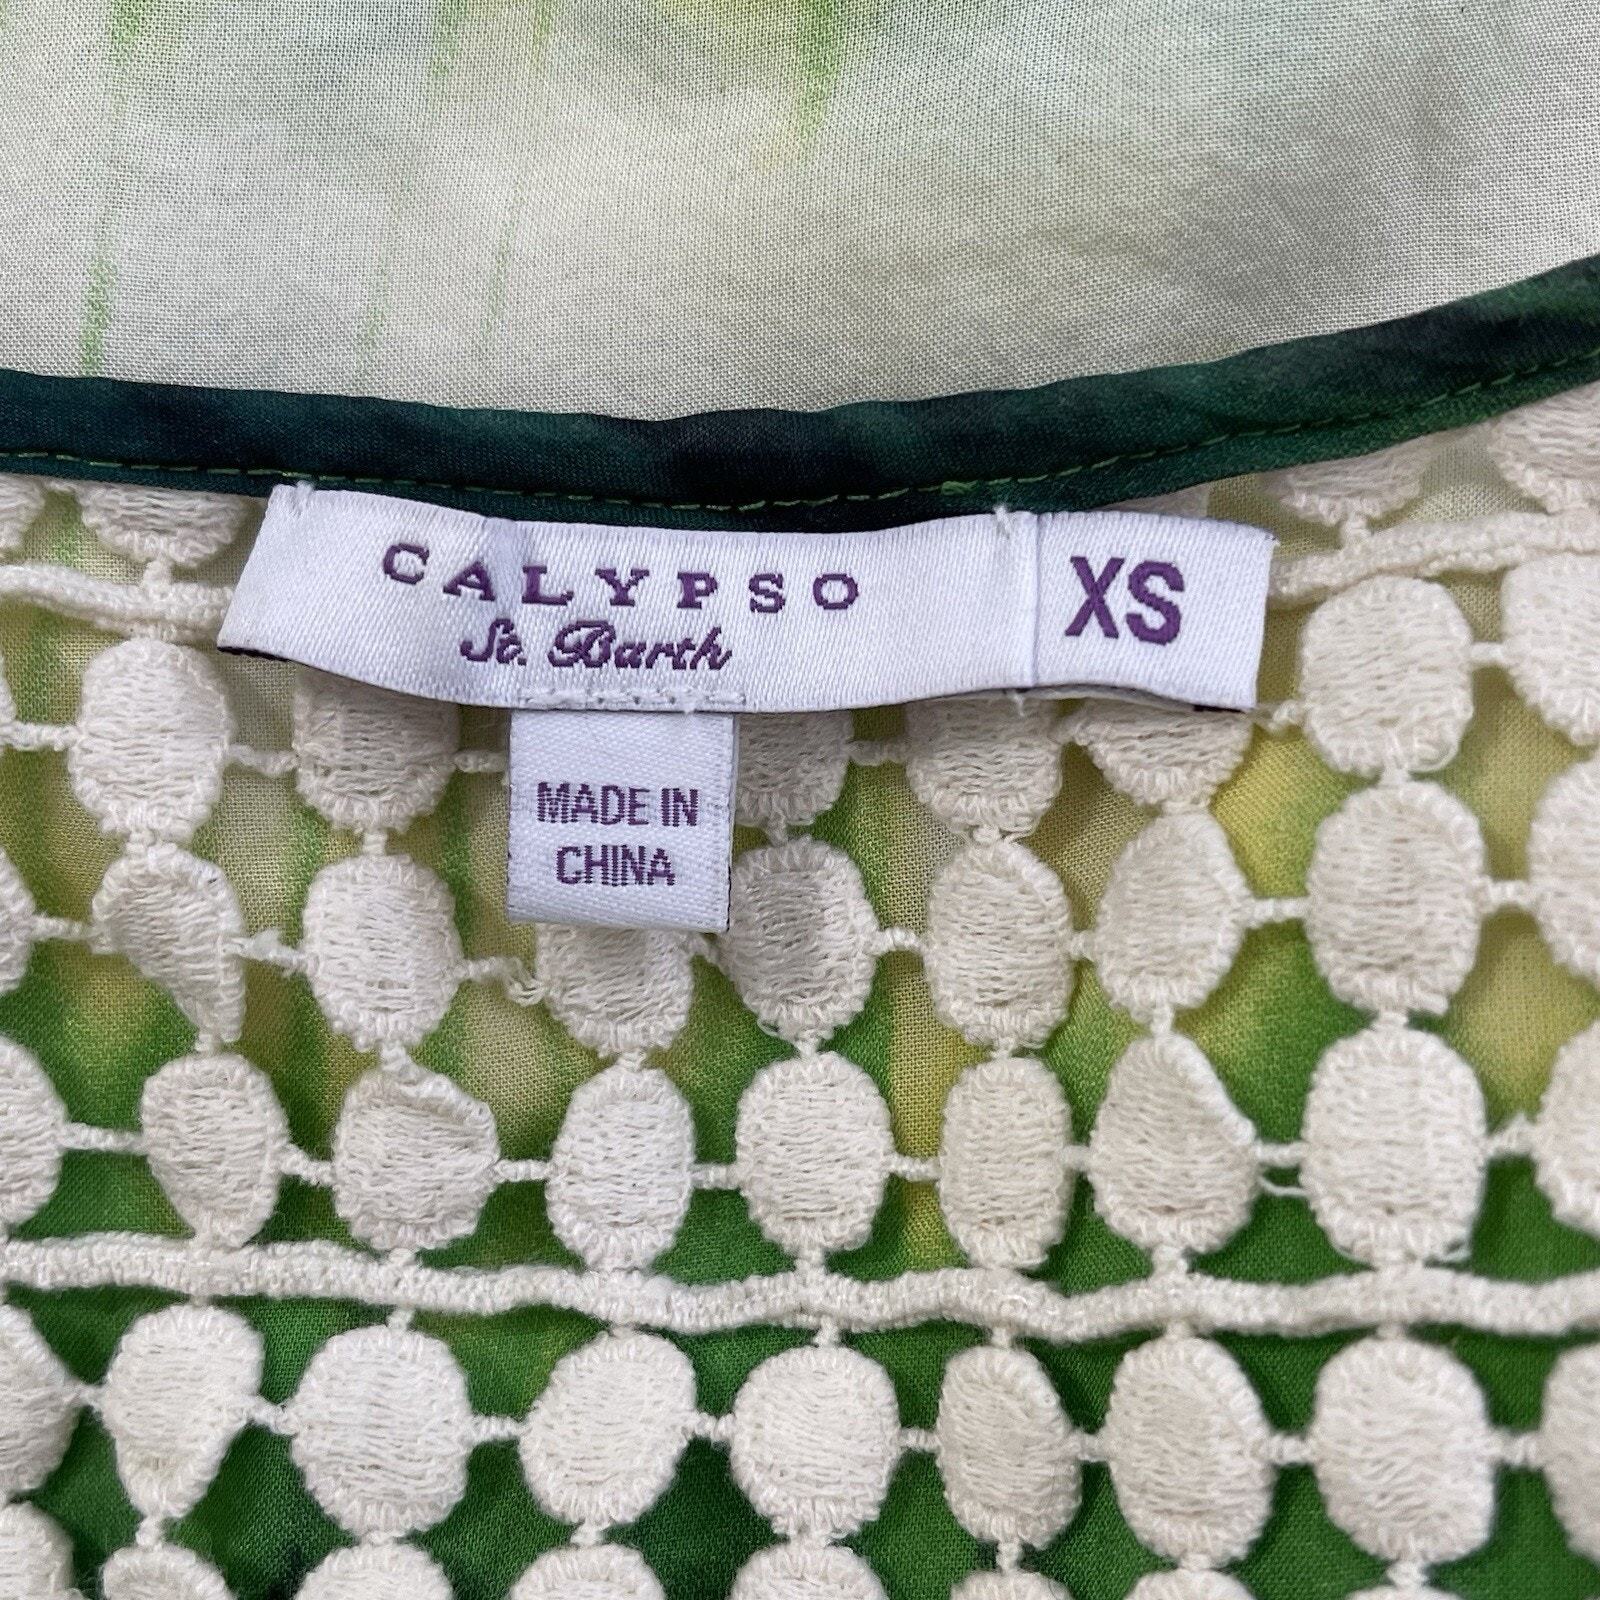 CALYPSO
St. Barth
XS
MADE IN
CHINA